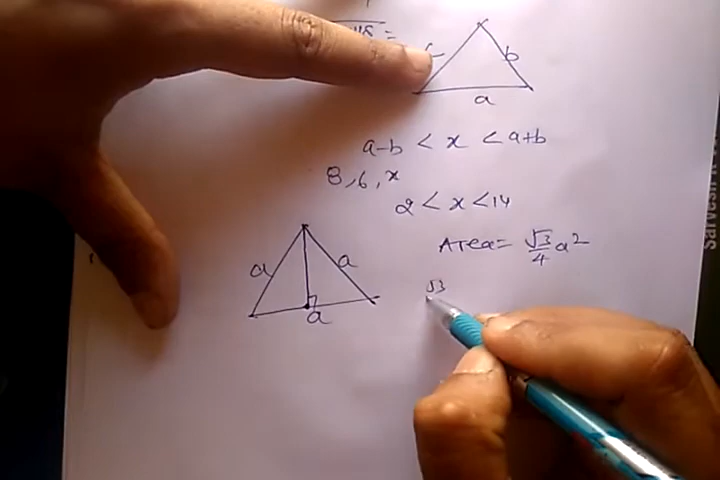 b
a
a-b < x < a+b
8, 6, x
2 < x < 14
Area = √3/4 a²
a a
a
√3